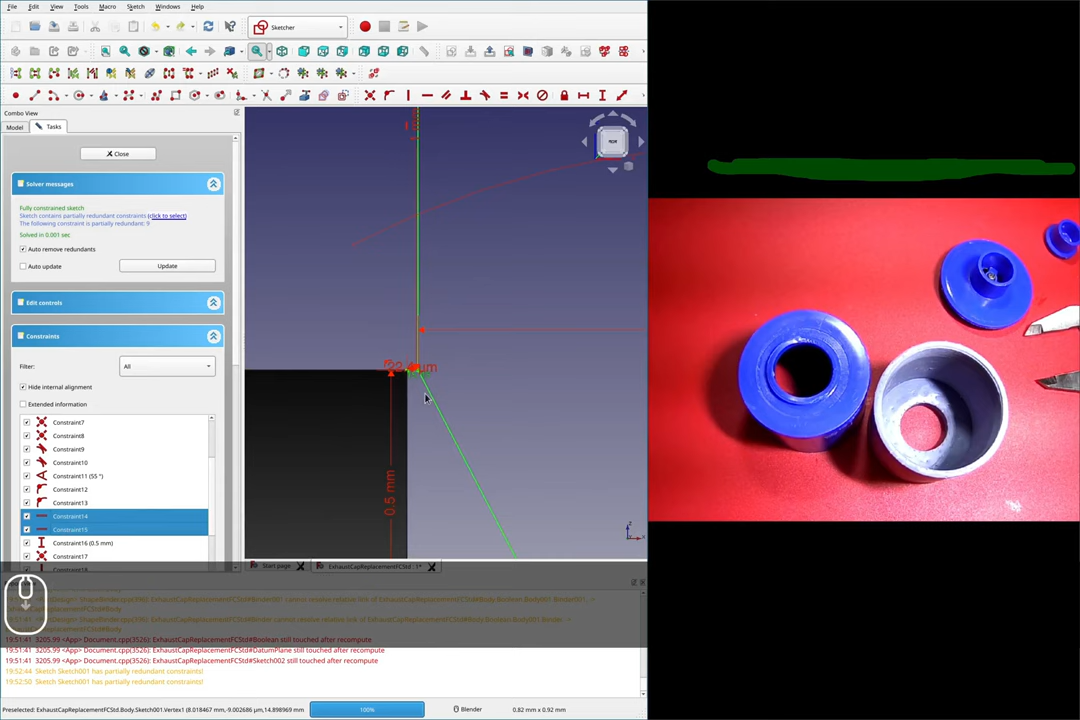 File Edit View Tools Macro Sketch Windows Help
Sketcher
Combo View
Model Tasks
Close
Solver messages
Fully constrained sketch
Sketch contains partially redundant constraints (click to select)
The following constraint is partially redundant: 9
Solved in 0.001 sec
Auto remove redundants
Auto update Update
Edit controls
Constraints
Filter: All
Hide internal alignment
Extended information
Constraint7
Constraint8
Constraint9
Constraint10
Constraint11 (55 °)
Constraint12
Constraint13
Constraint14
Constraint15
Constraint16 (0.5 mm)
Constraint17
0.5 mm
Start page ExhaustCapReplacementFCStd : 1*
19:51:41 3205.99 <App> Document.cpp(3526): ExhaustCapReplacementFCStd#Boolean still touched after recompute
19:51:41 3205.99 <App> Document.cpp(3526): ExhaustCapReplacementFCStd#DatumPlane still touched after recompute
19:51:41 3205.99 <App> Document.cpp(3526): ExhaustCapReplacementFCStd#Sketch002 still touched after recompute
19:52:44 Sketch Sketch001 has partially redundant constraints!
19:52:50 Sketch Sketch001 has partially redundant constraints!
Preselected: ExhaustCapReplacementFCStd.Body.Sketch001.Vertex1 (8.018467 mm,-9.002686 µm,14.898969 mm) 100% Blender 0.82 mm x 0.92 mm